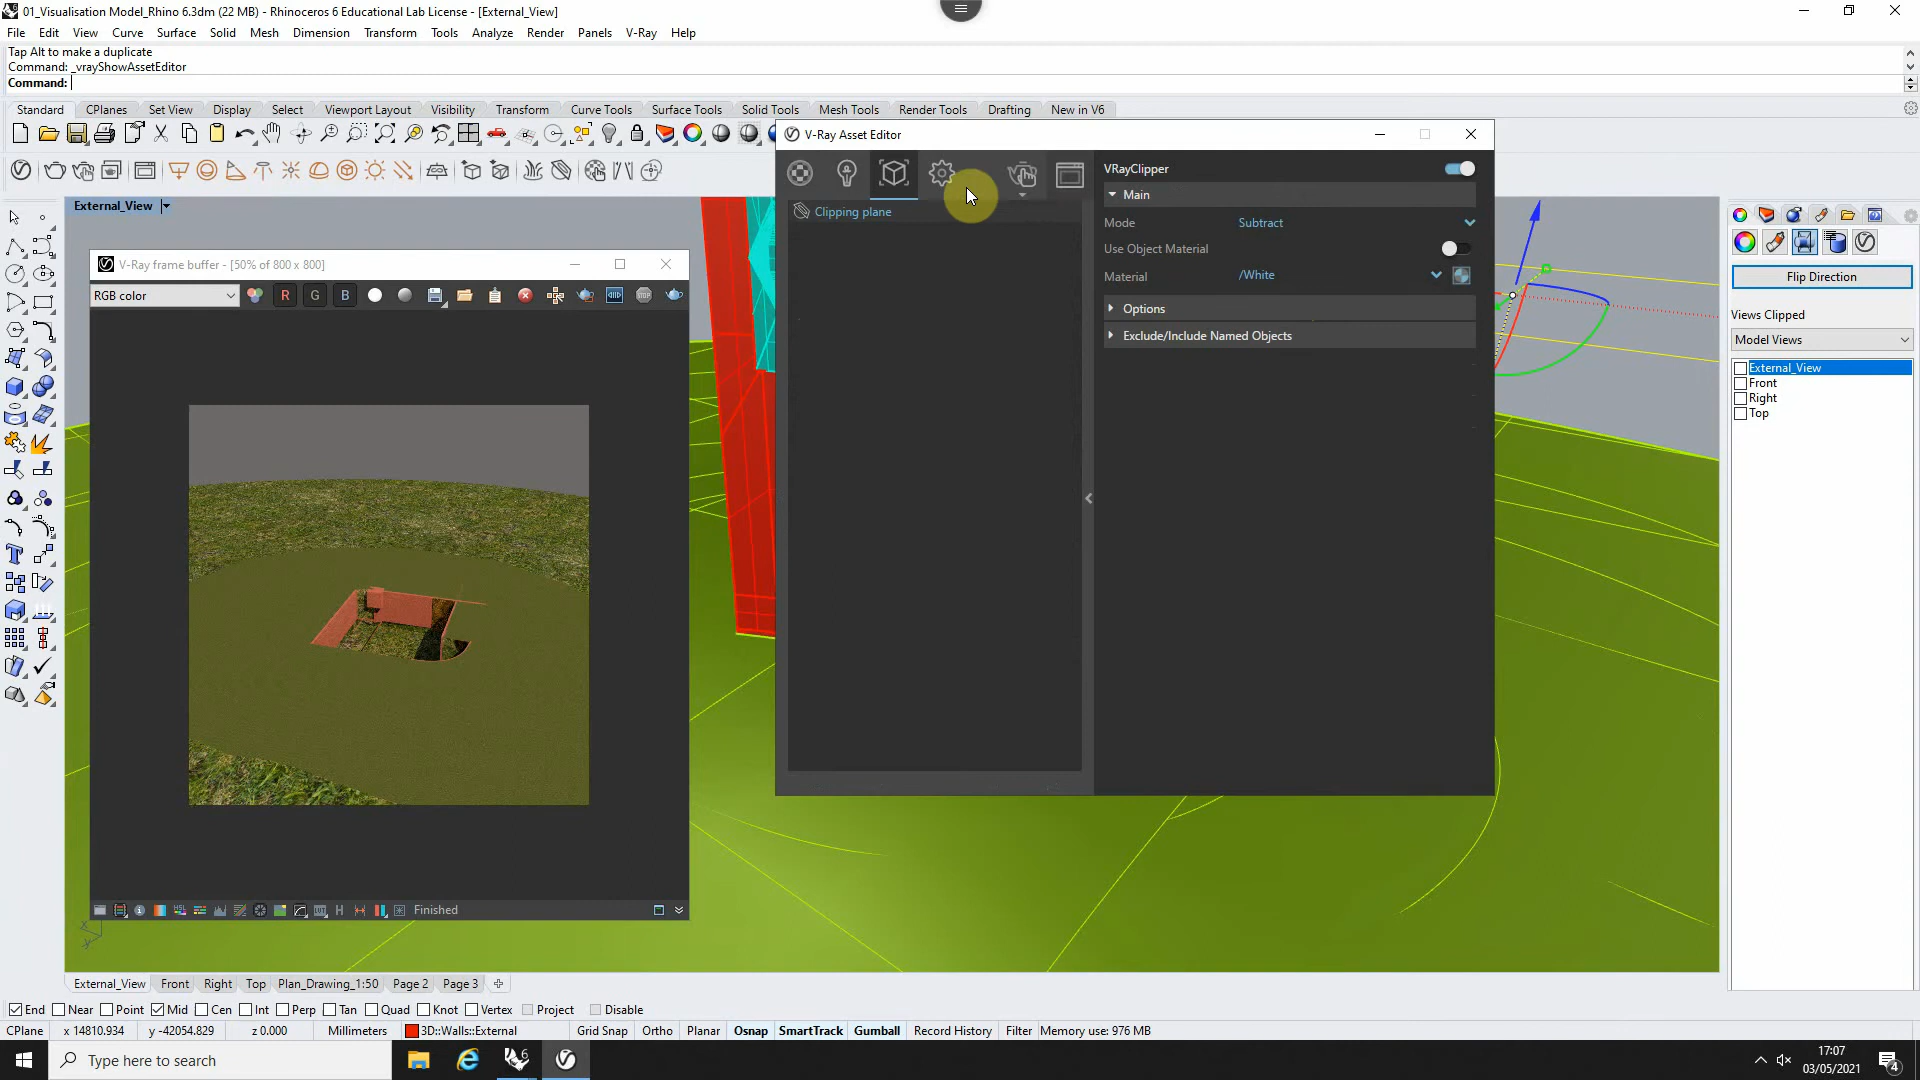 01_Visualisation Model_Rhino 6.3dm (22 MB) - Rhinoceros 6 Educational Lab License - [External_View]
File Edit View Curve Surface Solid Mesh Dimension Transform Tools Analyze Render Panels V-Ray Help
Tap Alt to make a duplicate
Command: _vrayShowAssetEditor
Command:
Standard CPlanes Set View Display Select Viewport Layout Visibility Transform Curve Tools Surface Tools Solid Tools Mesh Tools Render Tools Drafting New in V6
V-Ray Asset Editor
VRayClipper
Main
Clipping plane
Mode Subtract
Use Object Material
Material /White
Options
Exclude/Include Named Objects
External_View
V-Ray frame buffer - [50% of 800 x 800]
RGB color R G B
STOP
HSL
LUT
H
Finished
Flip Direction
Views Clipped
Model Views
External_View
Front
Right
Top
x
y
External_View Front Right Top Plan_Drawing_1:50 Page 2 Page 3
End Near Point Mid Cen Int Perp Tan Quad Knot Vertex Project Disable
CPlane x 14810.934 y -42054.829 z 0.000 Millimeters 3D::Walls::External Grid Snap Ortho Planar Osnap SmartTrack Gumball Record History Filter Memory use: 976 MB
Type here to search
6
17:07
03/05/2021
4